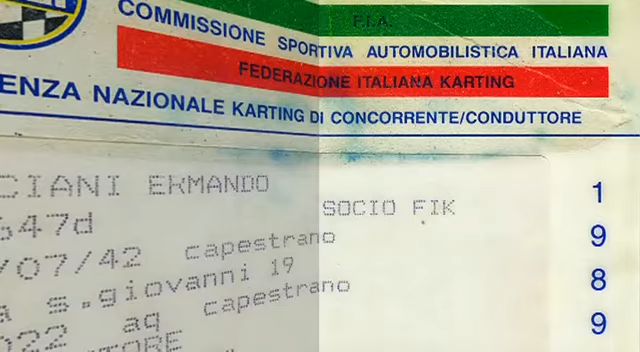 F.I.A.
COMMISSIONE SPORTIVA AUTOMOBILISTICA ITALIANA
FEDERAZIONE ITALIANA KARTING
ENZA NAZIONALE KARTING DI CONCORRENTE/CONDUTTORE
CIANI ERMANDO
SOCIO FIK
647d
/07/42 capestrano
a s.giovanni 19
022 aq capestrano
TTORE
1
9
8
9